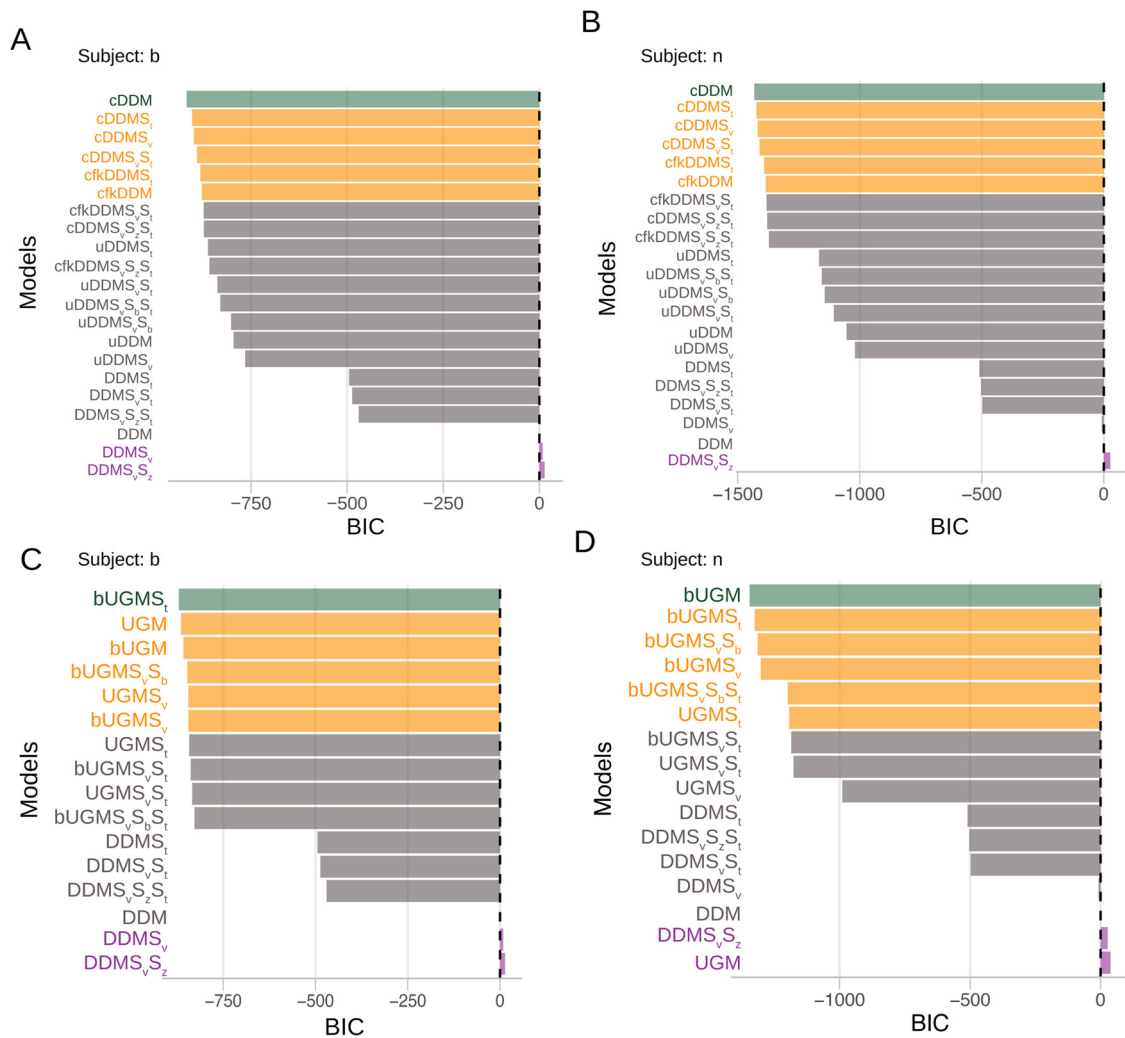 A
Subject: b
Models
cDDM
cDDMSt
cDDMSv
cDDMSvSt
cfkDDMSt
cfkDDM
cfkDDMSvSt
cDDMSvSzSt
uDDMSt
cfkDDMSvSzSt
uDDMSvSt
uDDMSvSbSt
uDDMSvSb
uDDM
uDDMSv
DDMSt
DDMSvSt
DDMSvSzSt
DDM
DDMSv
DDMSvSz
−750 −500 −250 0
BIC
B
Subject: n
Models
cDDM
cDDMSt
cDDMSv
cDDMSvSt
cfkDDMSt
cfkDDM
cfkDDMSvSt
cDDMSvSzSt
cfkDDMSvSzSt
uDDMSt
uDDMSvSbSt
uDDMSvSb
uDDMSvSt
uDDM
uDDMSv
DDMSt
DDMSvSzSt
DDMSvSt
DDMSv
DDM
DDMSvSz
−1500 −1000 −500 0
BIC
C
Subject: b
Models
bUGMSt
UGM
bUGM
bUGMSvSb
UGMSv
bUGMSv
UGMSt
bUGMSvSt
UGMSvSt
bUGMSvSbSt
DDMSt
DDMSvSt
DDMSvSzSt
DDM
DDMSv
DDMSvSz
−750 −500 −250 0
BIC
D
Subject: n
Models
bUGM
bUGMSt
bUGMSvSb
bUGMSv
bUGMSvSbSt
UGMSt
bUGMSvSt
UGMSvSt
UGMSv
DDMSt
DDMSvSzSt
DDMSvSt
DDMSv
DDM
DDMSvSz
UGM
−1000 −500 0
BIC